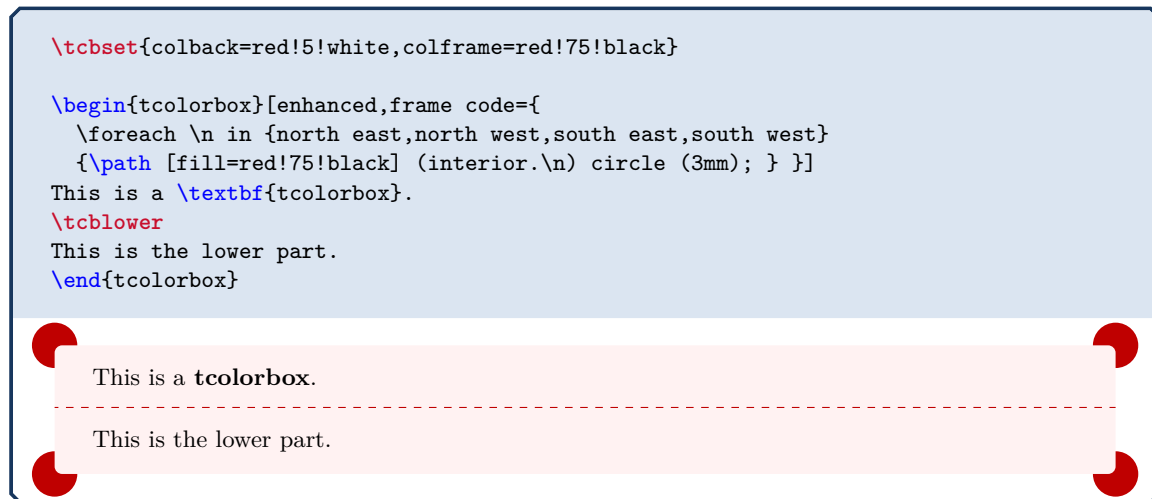 \tcbset{colback=red!5!white,colframe=red!75!black}
\begin{tcolorbox}[enhanced,frame code={
  \foreach \n in {north east,north west,south east,south west}
  {\path [fill=red!75!black] (interior.\n) circle (3mm); } }]
This is a \textbf{tcolorbox}.
\tcblower
This is the lower part.
\end{tcolorbox}
This is a tcolorbox.
This is the lower part.